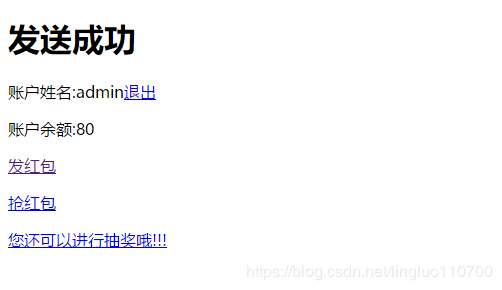 发送成功
账户姓名:admin退出
账户余额:80
发红包
抢红包
您还可以进行抽奖哦!!!
https://blog.csdn.net/lingluo110700